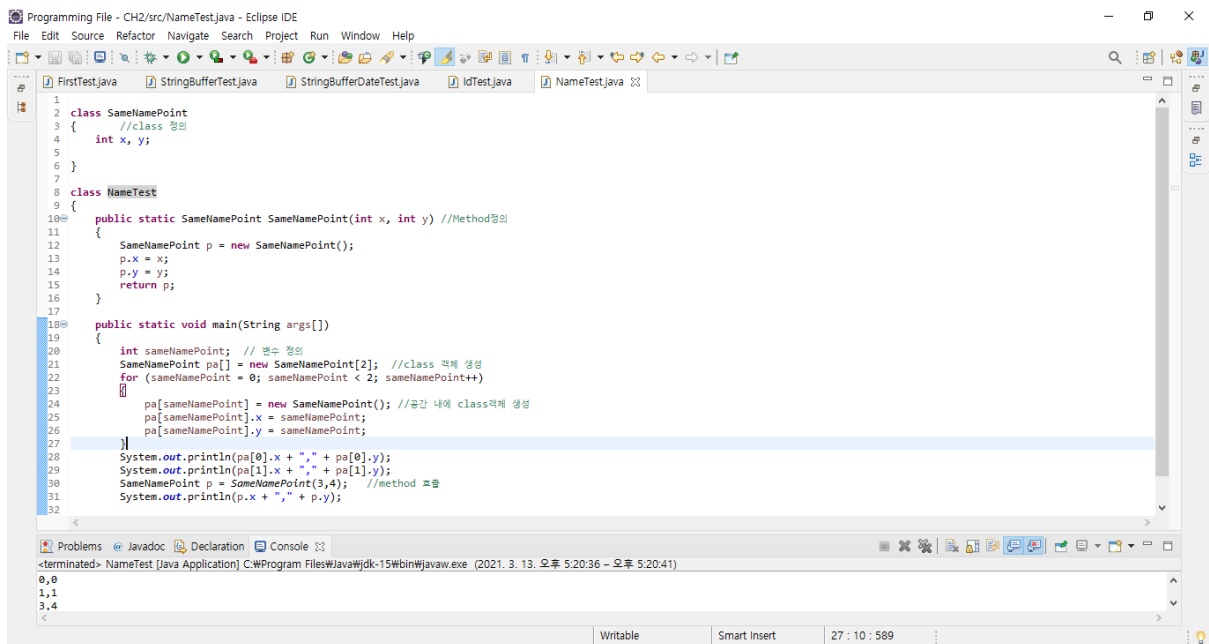 Programming File - CH2/src/NameTest.java - Eclipse IDE
File Edit Source Refactor Navigate Search Project Run Window Help
FirstTest.java StringBufferTest.java StringBufferDateTest.java IdTest.java NameTest.java
1
2 class SameNamePoint
3 { //class 정의
4 int x, y;
5
6 }
7
8 class NameTest
9 {
10 public static SameNamePoint SameNamePoint(int x, int y) //Method정의
11 {
12 SameNamePoint p = new SameNamePoint();
13 p.x = x;
14 p.y = y;
15 return p;
16 }
17
18 public static void main(String args[])
19 {
20 int sameNamePoint; // 변수 정의
21 SameNamePoint pa[] = new SameNamePoint[2]; //class 객체 생성
22 for (sameNamePoint = 0; sameNamePoint < 2; sameNamePoint++)
23 {
24 pa[sameNamePoint] = new SameNamePoint(); //공간 내에 class객체 생성
25 pa[sameNamePoint].x = sameNamePoint;
26 pa[sameNamePoint].y = sameNamePoint;
27 }
28 System.out.println(pa[0].x + "," + pa[0].y);
29 System.out.println(pa[1].x + "," + pa[1].y);
30 SameNamePoint p = SameNamePoint(3,4); //method 호출
31 System.out.println(p.x + "," + p.y);
32
Problems @ Javadoc Declaration Console
<terminated> NameTest [Java Application] C:₩Program Files₩Java₩jdk-15₩bin₩javaw.exe (2021. 3. 13. 오후 5:20:36 – 오후 5:20:41)
0,0
1,1
3,4
Writable Smart Insert 27 : 10 : 589